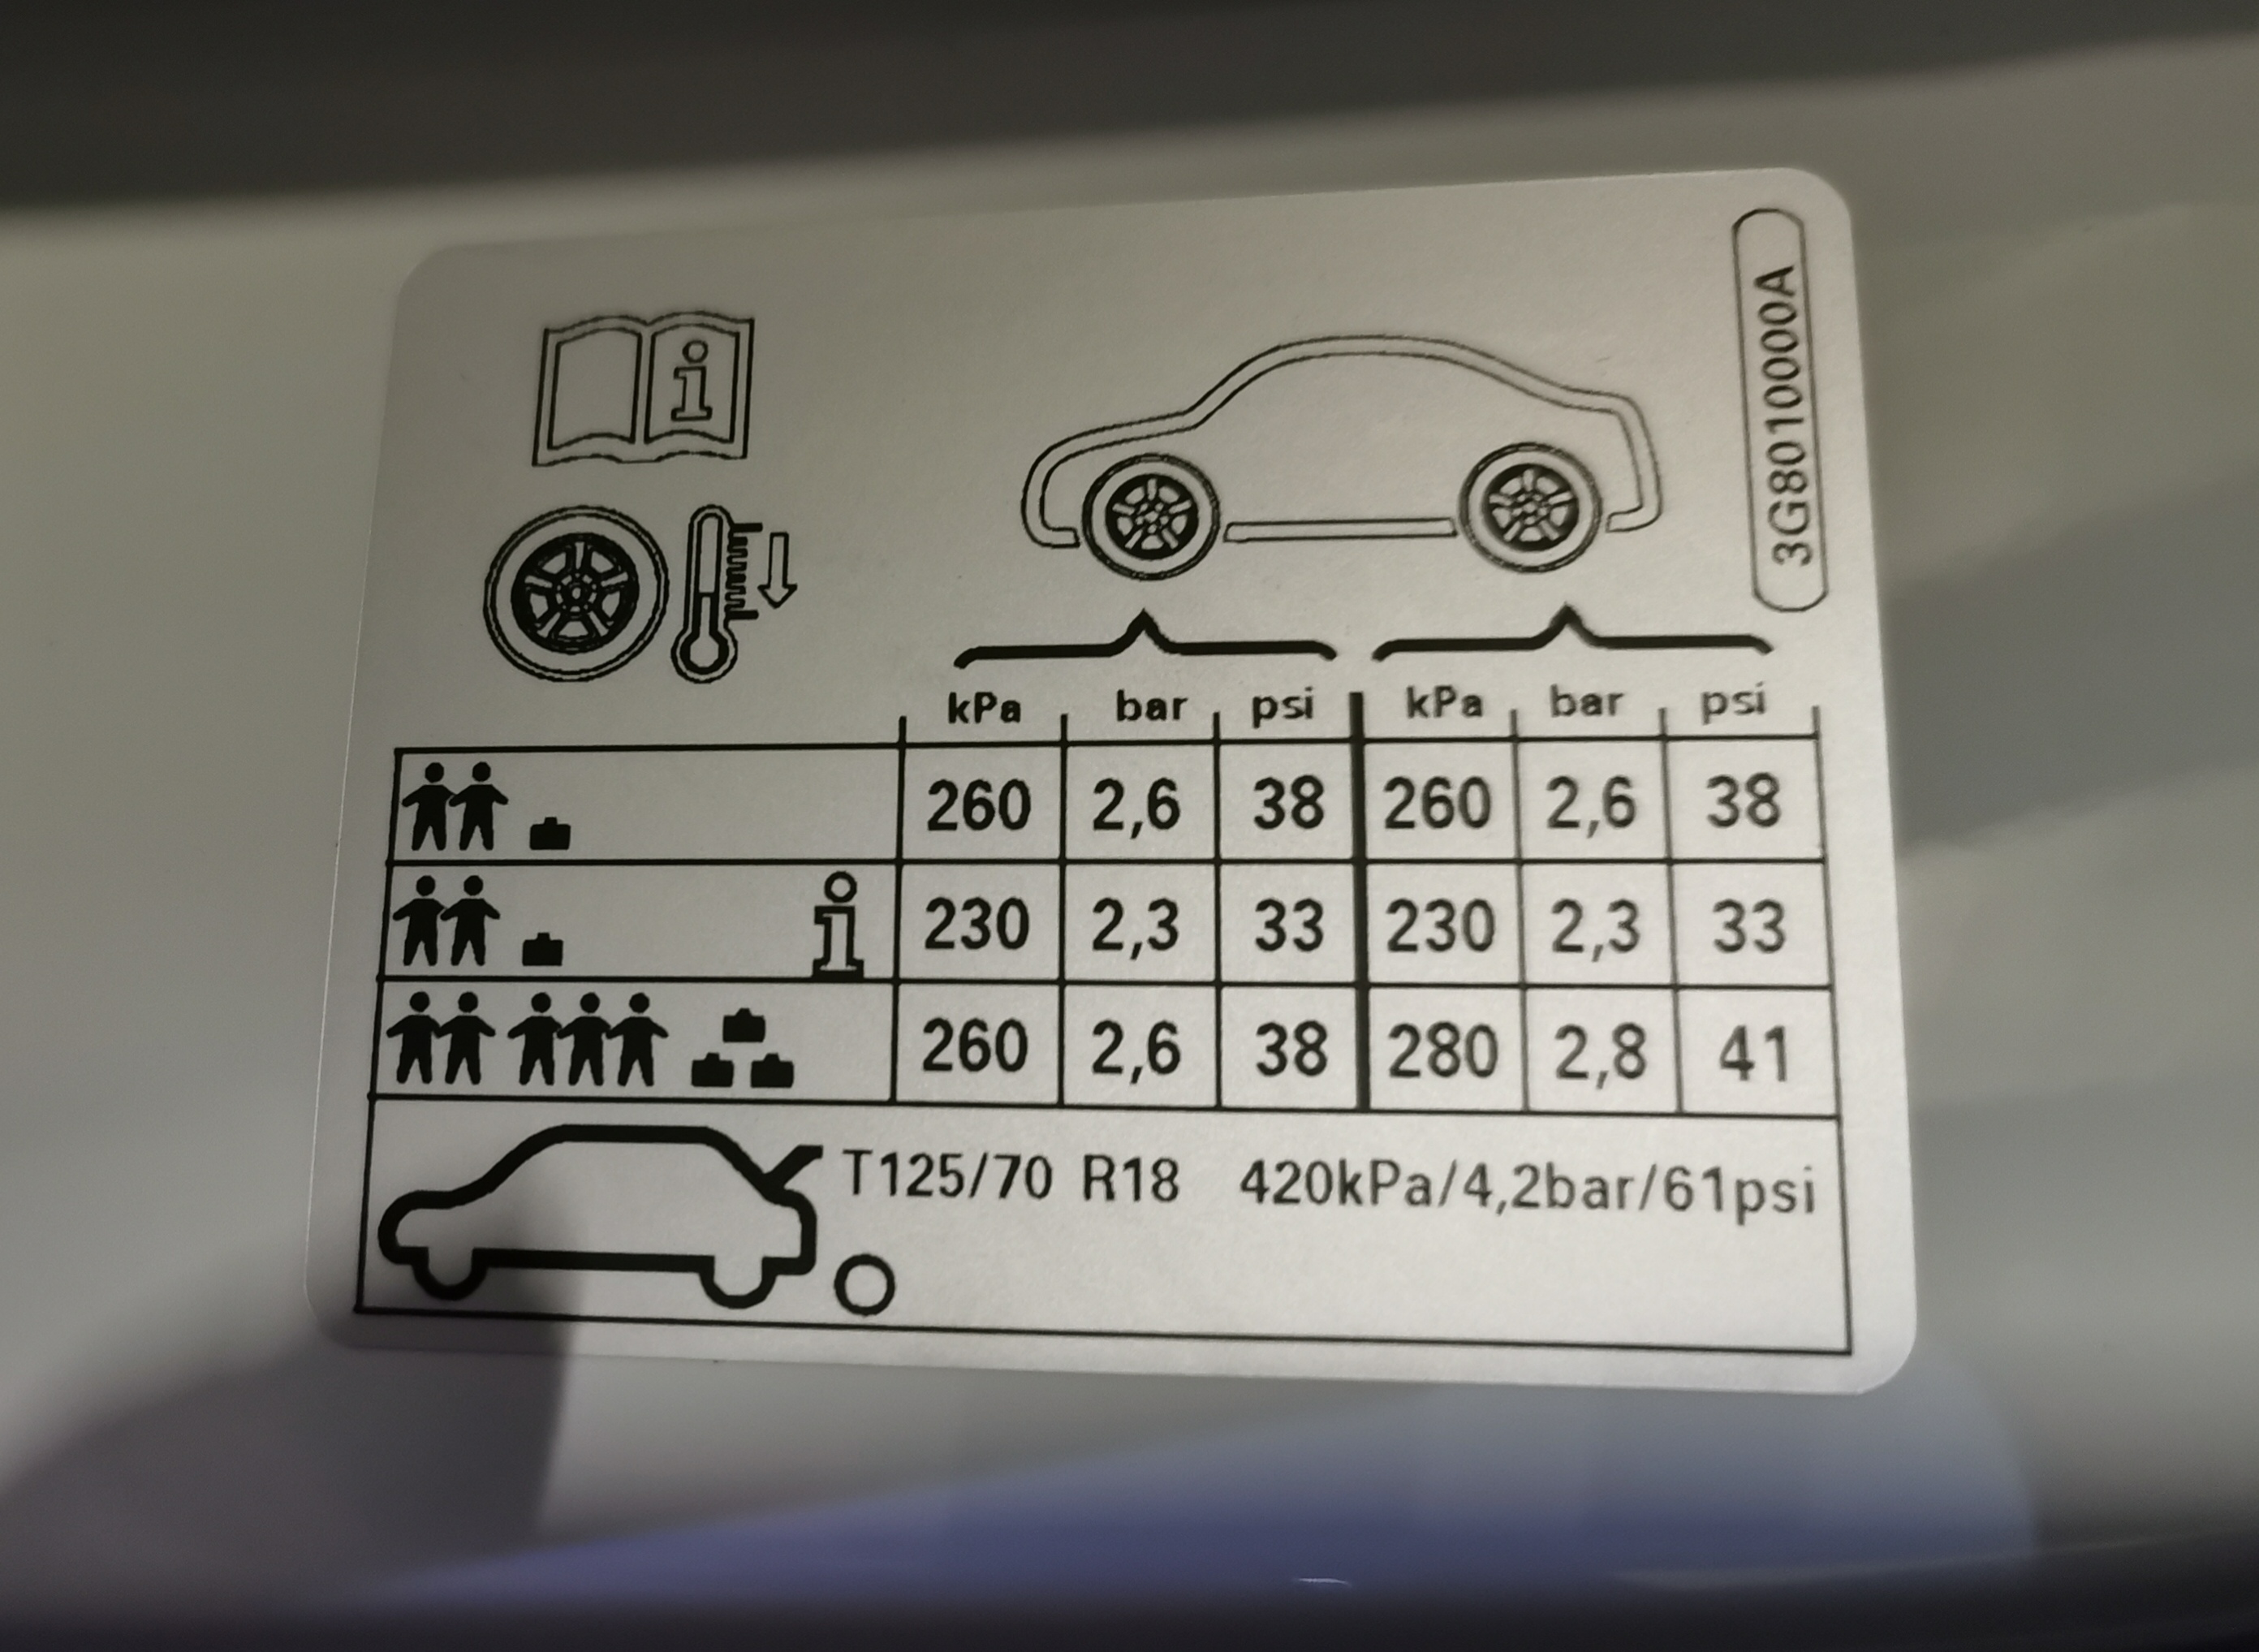 3G8010000A
kPa bar psi kPa bar psi
260 2,6 38 260 2,6 38
i 230 2,3 33 230 2,3 33
260 2,6 38 280 2,8 41
T125/70 R18 420kPa/4,2bar/61psi